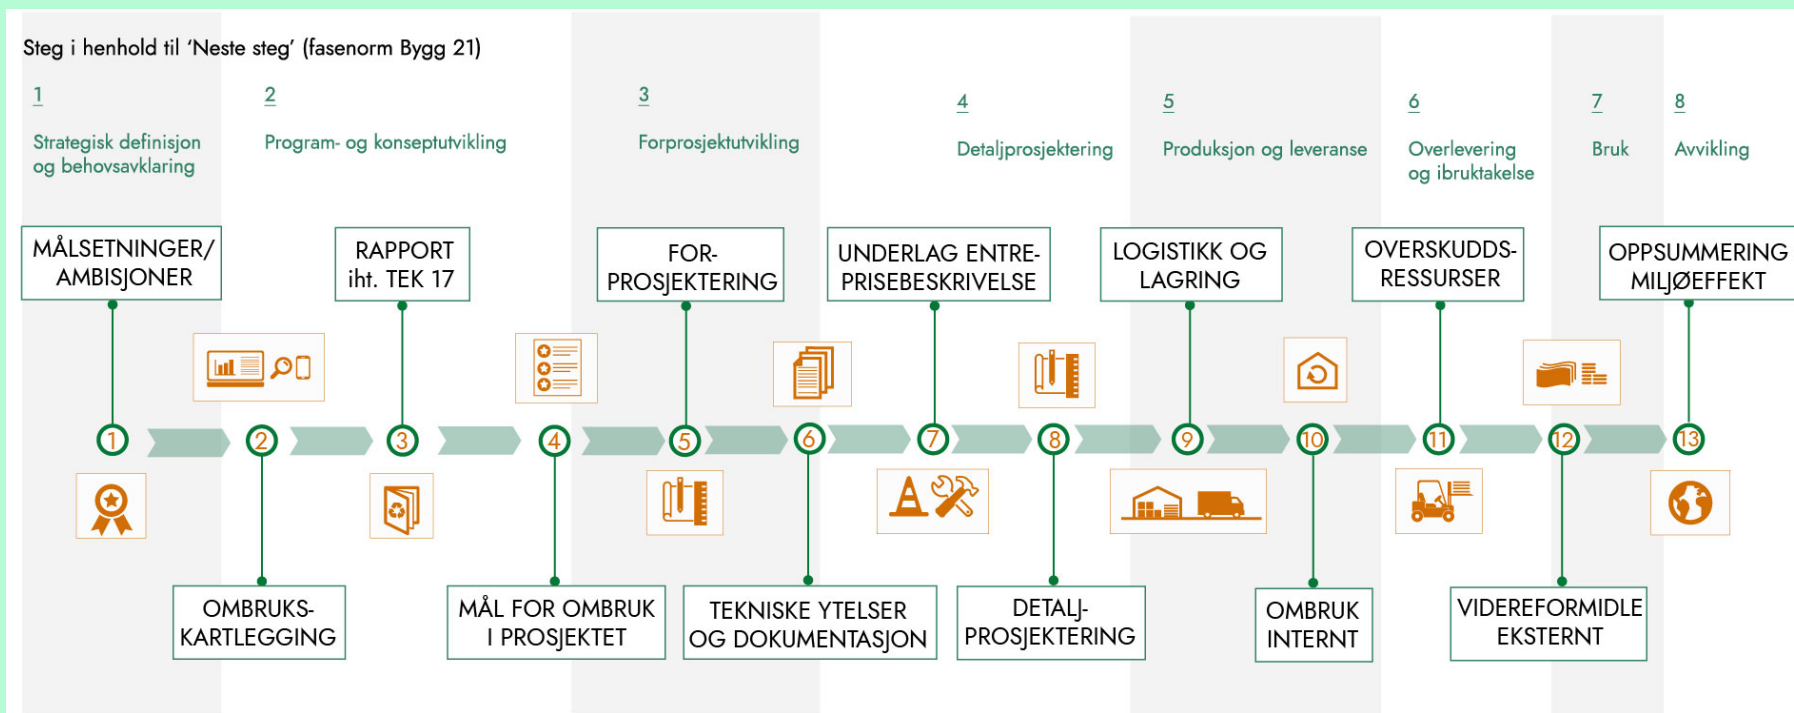 Steg i henhold til ‘Neste steg’ (fasenorm Bygg 21)
1
Strategisk definisjon
og behovsavklaring
2
Program- og konseptutvikling
3
Forprosjektutvikling
4
Detaljprosjektering
5
Produksjon og leveranse
6
Overlevering
og ibruktakelse
7
Bruk
8
Avvikling
MÅLSETNINGER/
AMBISJONER
RAPPORT
iht. TEK 17
FOR-
PROSJEKTERING
UNDERLAG ENTRE-
PRISEBESKRIVELSE
LOGISTIKK OG
LAGRING
OVERSKUDDS-
RESSURSER
OPPSUMMERING
MILJØEFFEKT
1
2
3
4
5
6
7
8
9
10
11
12
13
OMBRUKS-
KARTLEGGING
MÅL FOR OMBRUK
I PROSJEKTET
TEKNISKE YTELSER
OG DOKUMENTASJON
DETALJ-
PROSJEKTERING
OMBRUK
INTERNT
VIDEREFORMIDLE
EKSTERNT